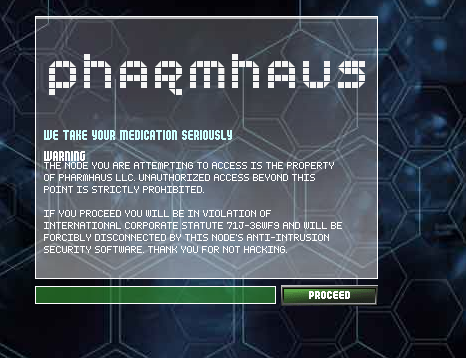 pharmhaus
WE TAKE YOUR MEDICATION SERIOUSLY
WARNING
THE NODE YOU ARE ATTEMPTING TO ACCESS IS THE PROPERTY
OF PHARMHAUS LLC. UNAUTHORIZED ACCESS BEYOND THIS
POINT IS STRICTLY PROHIBITED.
IF YOU PROCEED YOU WILL BE IN VIOLATION OF
INTERNATIONAL CORPORATE STATUTE 71J-36WF9 AND WILL BE
FORCIBLY DISCONNECTED BY THIS NODE'S ANTI-INTRUSION
SECURITY SOFTWARE. THANK YOU FOR NOT HACKING.
PROCEED